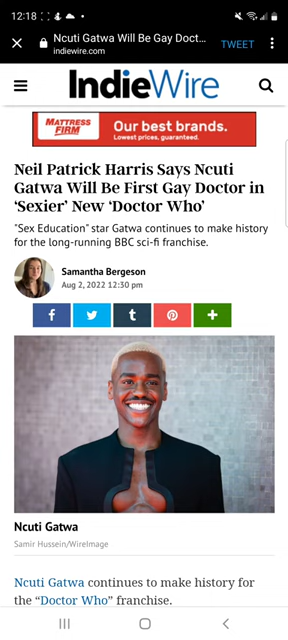 12:18
Ncuti Gatwa Will Be Gay Doct...
indiewire.com
TWEET
IndieWire
MATTRESS
FIRM
Our best brands.
Lowest prices, guaranteed.
Neil Patrick Harris Says Ncuti
Gatwa Will Be First Gay Doctor in
‘Sexier’ New ‘Doctor Who’
"Sex Education" star Gatwa continues to make history
for the long-running BBC sci-fi franchise.
Samantha Bergeson
Aug 2, 2022 12:30 pm
Ncuti Gatwa
Samir Hussein/WireImage
Ncuti Gatwa continues to make history for
the “Doctor Who” franchise.